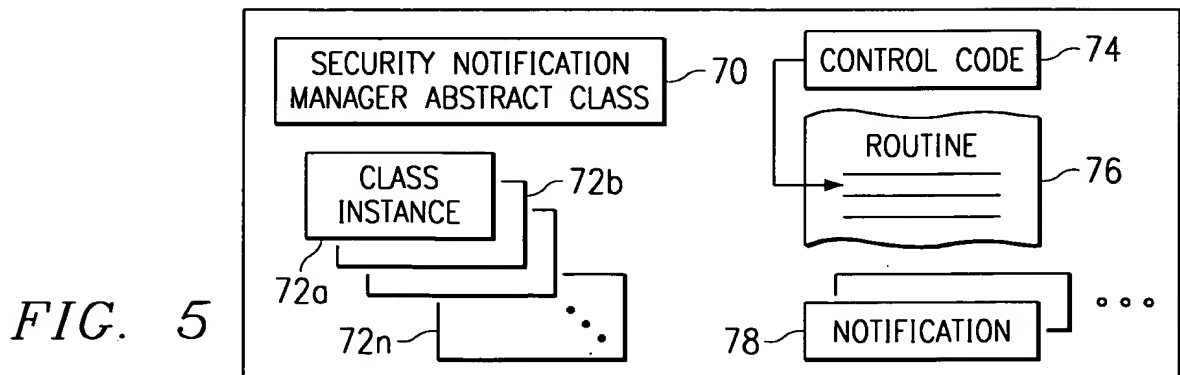 SECURITY NOTIFICATION
MANAGER ABSTRACT CLASS
70
CONTROL CODE
74
ROUTINE
76
CLASS
INSTANCE
72b
72a
72n
78
NOTIFICATION
FIG. 5